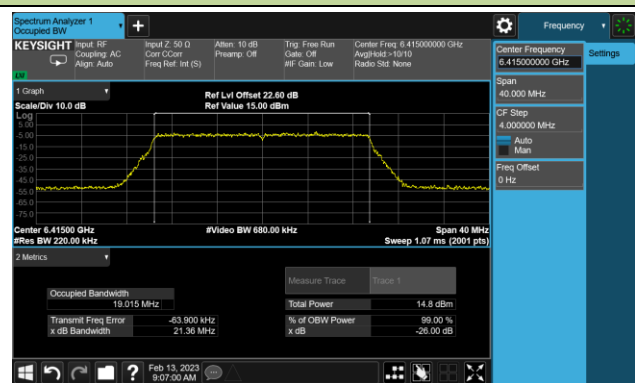 Spectrum Analyzer 1
Occupied BW
Frequency
KEYSIGHT
Input: RF
Coupling: AC
Align: Auto
Input Z: 50 Ω
Corr CCorr
Freq Ref: Int (S)
Atten: 10 dB
Preamp: Off
Trig: Free Run
Gate: Off
#IF Gain: Low
Center Freq: 6.415000000 GHz
Avg|Hold:>10/10
Radio Std: None
Center Frequency
6.415000000 GHz
Settings
Span
40.000 MHz
CF Step
4.000000 MHz
Auto
Man
Freq Offset
0 Hz
1 Graph
Scale/Div 10.0 dB
Ref Lvl Offset 22.60 dB
Ref Value 15.00 dBm
Log
5.00
-5.00
-15.0
-25.0
-35.0
-45.0
-55.0
-65.0
-75.0
Center 6.41500 GHz
#Res BW 220.00 kHz
#Video BW 680.00 kHz
Span 40 MHz
Sweep 1.07 ms (2001 pts)
2 Metrics
Measure Trace
Trace 1
Occupied Bandwidth
19.015 MHz
Total Power
14.8 dBm
Transmit Freq Error
-63.900 kHz
% of OBW Power
99.00 %
x dB Bandwidth
21.36 MHz
x dB
-26.00 dB
?
Feb 13, 2023
9:07:00 AM